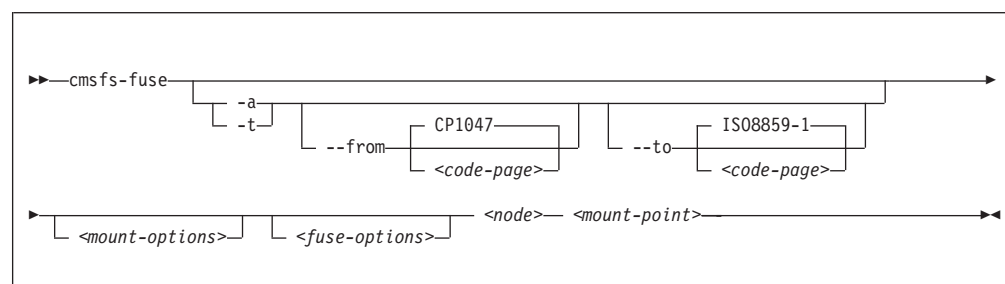 cmsfs-fuse
-a
-t
--from CP1047
<code-page>
--to ISO8859-1
<code-page>
<mount-options> <fuse-options> <node> <mount-point>